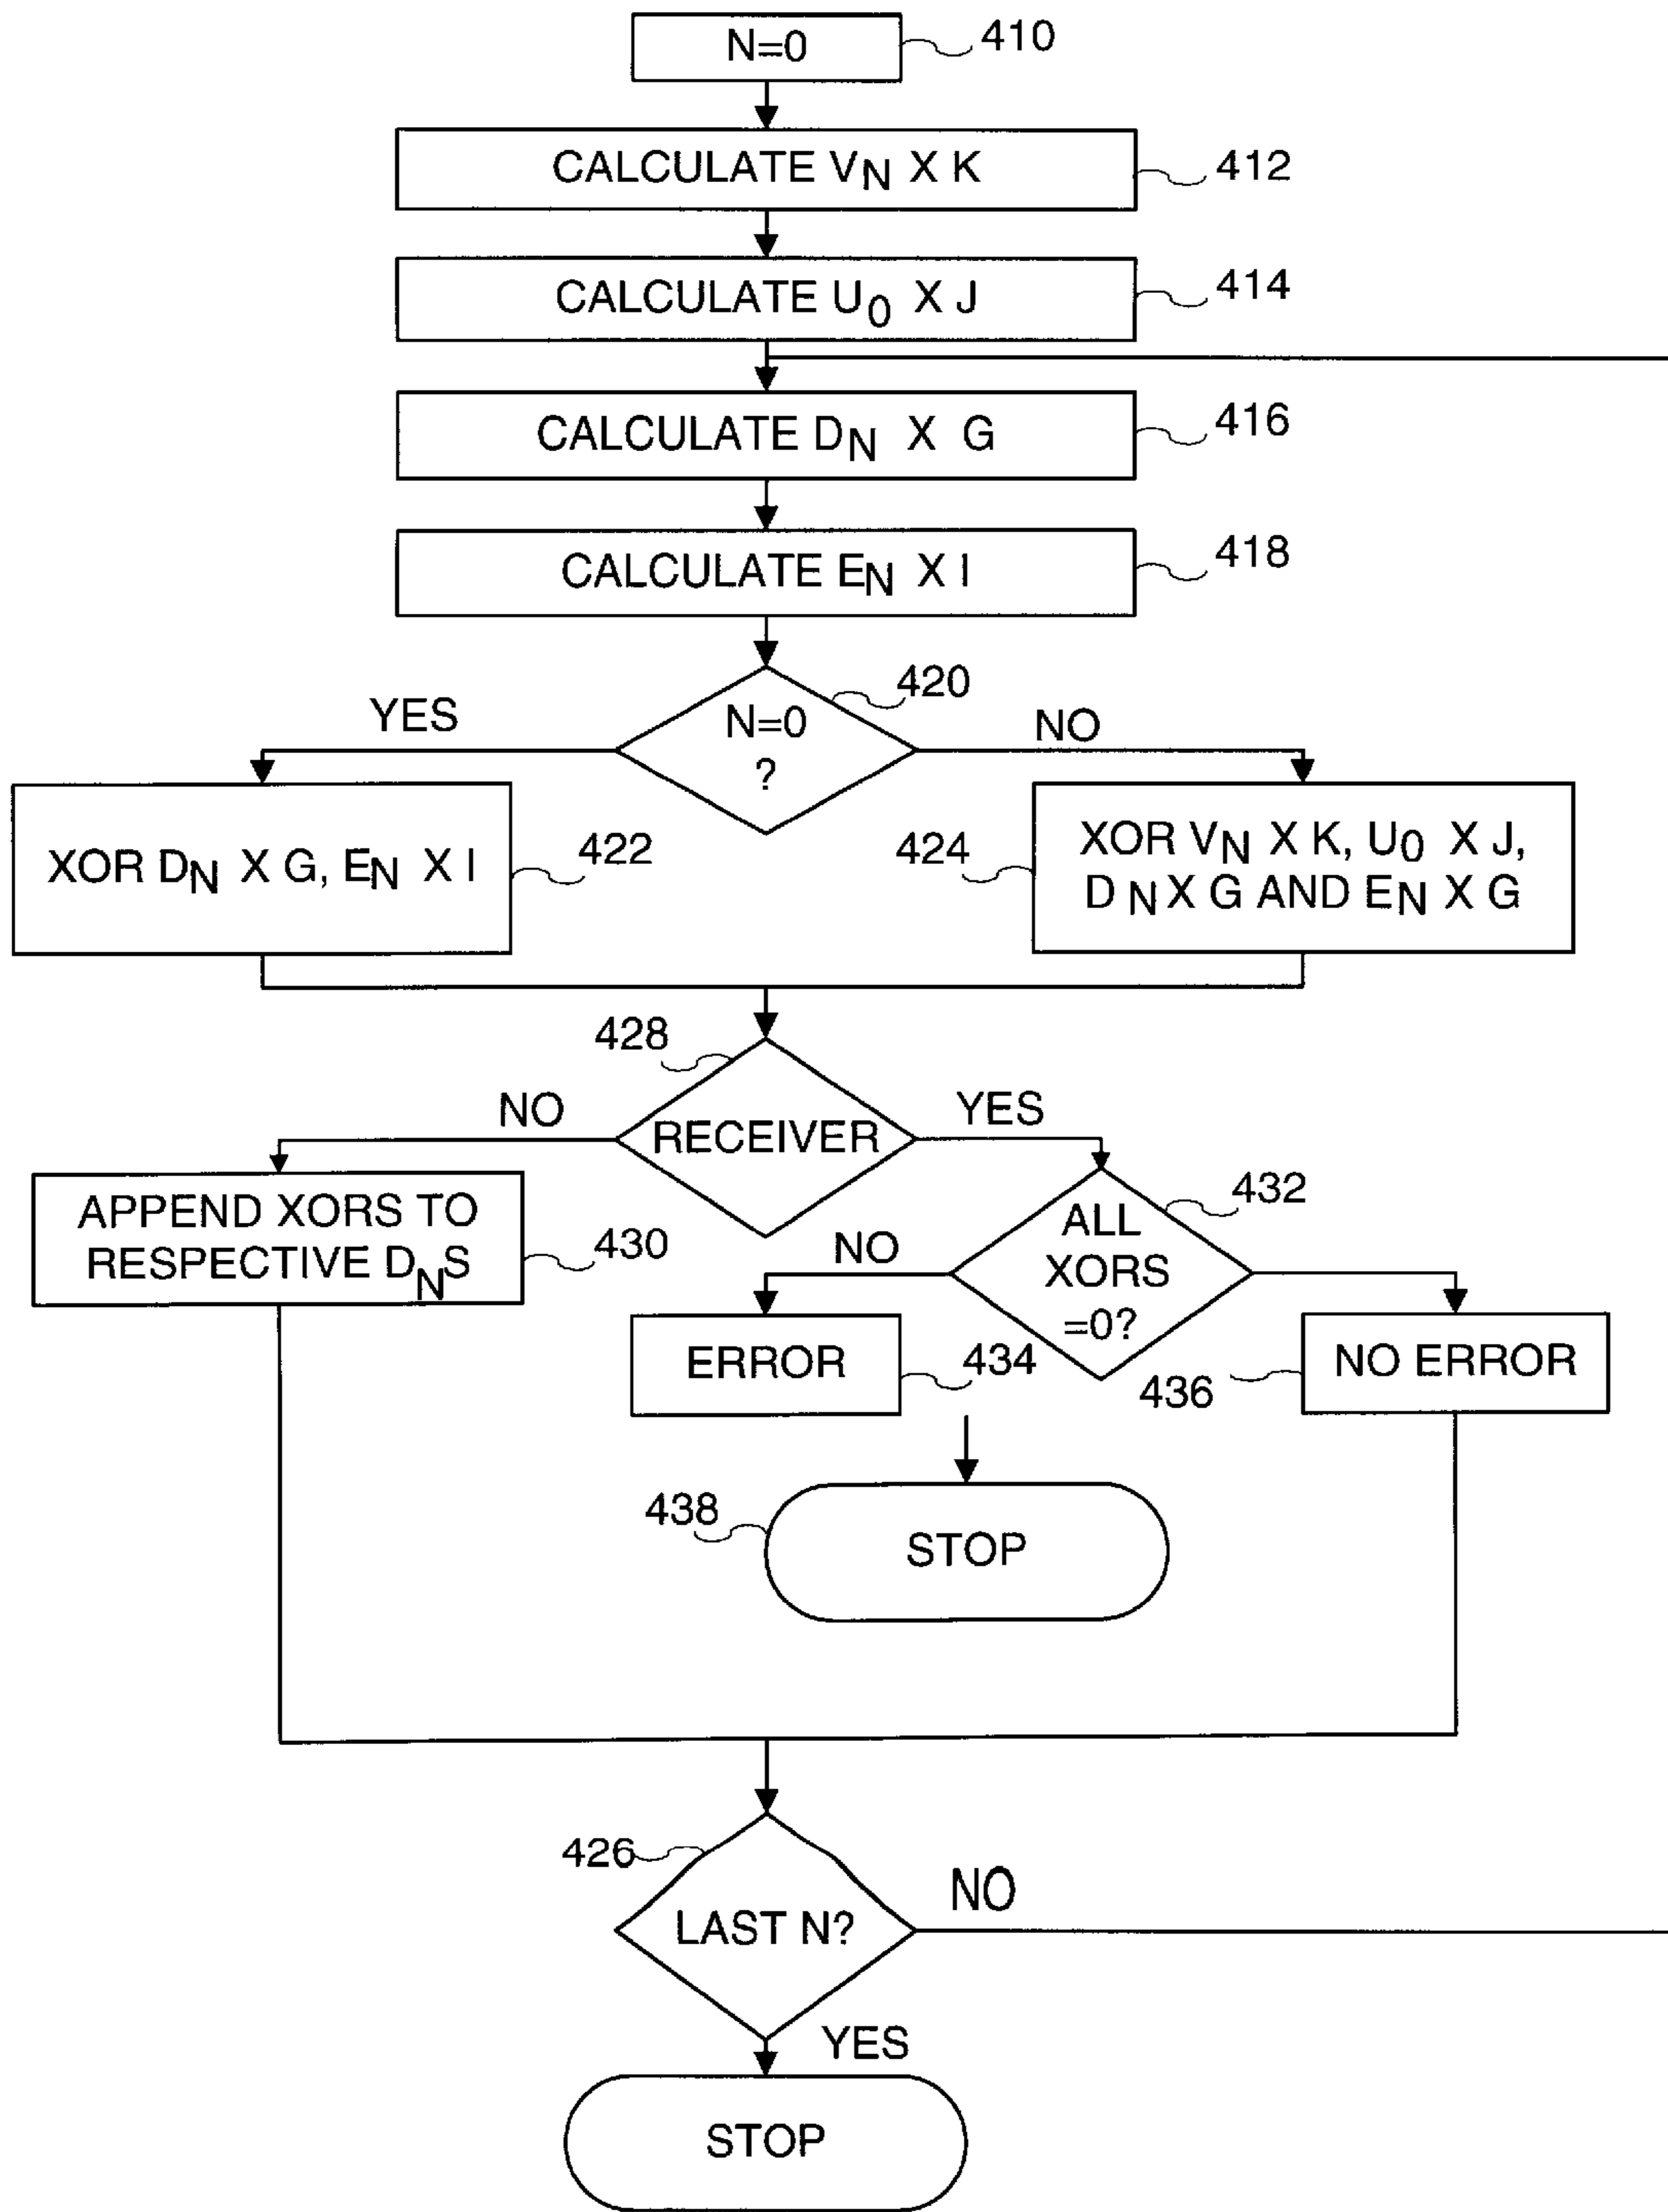 N=0
410
CALCULATE VN X K
412
CALCULATE U0 X J
414
CALCULATE DN X G
416
CALCULATE EN X I
418
420
YES
N=0
?
NO
XOR DN X G, EN X I
422
424
XOR VN X K, U0 X J,
DN X G AND EN X G
428
NO
RECEIVER
YES
APPEND XORS TO
RESPECTIVE DNS
430
432
ALL
XORS
=0?
NO
ERROR
434
436
NO ERROR
438
STOP
426
LAST N?
NO
YES
STOP